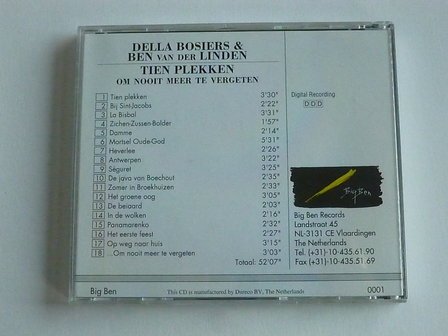 DELLA BOSIERS &
BEN VAN DER LINDEN
TIEN PLEKKEN
OM NOOIT MEER TE VERGETEN
1 Tien plekken 3'30"
2 Bij Sint-Jacobs 2'22"
3 La Bisbal 3'31"
4 Zichen-Zussen-Bolder 1'57"
5 Damme 2'14"
6 Mortsel Oude-God 5'31"
7 Heverlee 2'26"
8 Antwerpen 3'22"
9 Séguret 3'25"
10 De java van Boechout 2'35"
11 Zomer in Broekhuizen 2'33"
12 Het groene oog 3'05"
13 De beiaard 2'03"
14 In de wolken 2'16"
15 Panamarenko 2'32"
16 Het eerste feest 2'27"
17 Op weg naar huis 3'15"
18 ...Om nooit meer te vergeten 3'03"
Totaal: 52'07"
Digital Recording
DDD
Big Ben
Big Ben Records
Landstraat 45
NL-3131 CE Vlaardingen
The Netherlands
Tel. (+31)-10-435.61.90
Fax (+31)-10-435.51.69
Big Ben
This CD is manufactured by Dureco BV, The Netherlands
0001